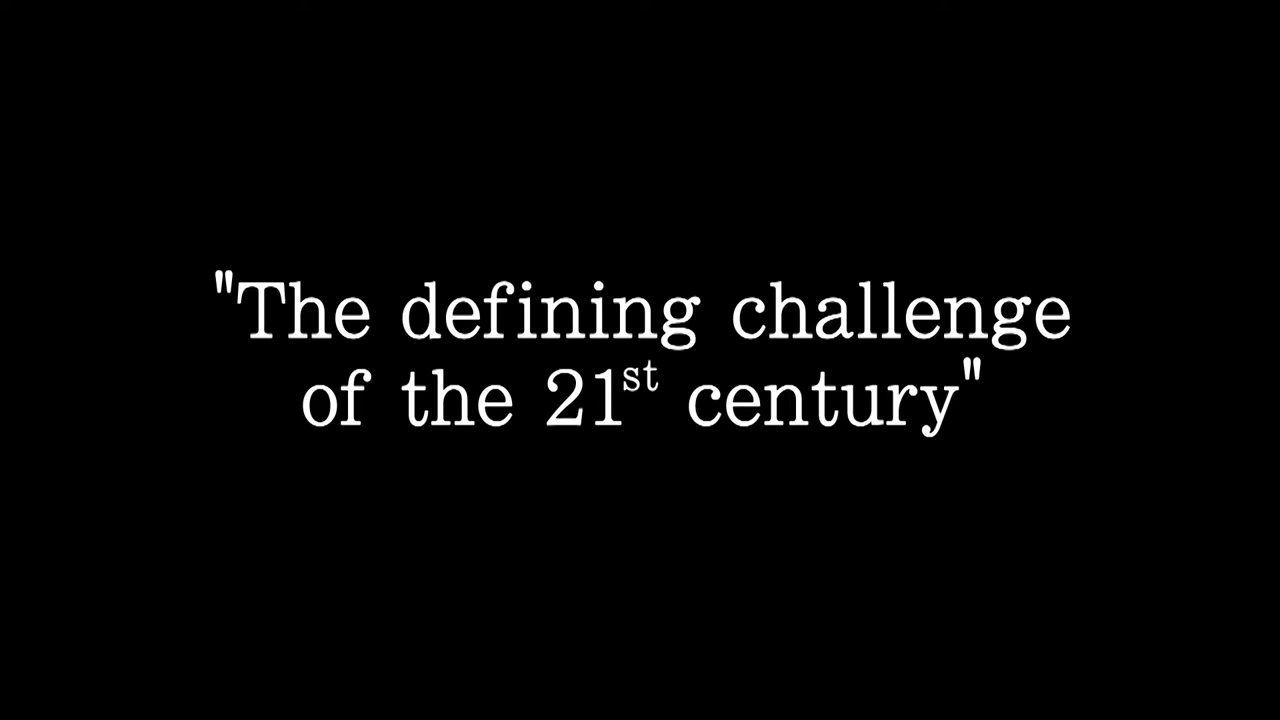 "The defining challenge
of the 21st century"